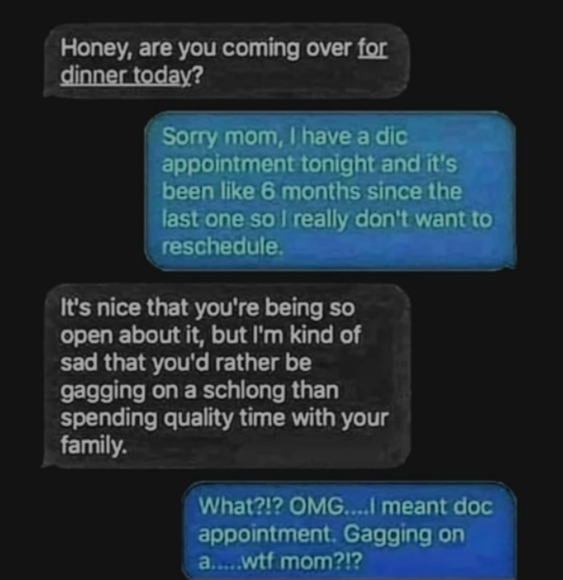 Honey, are you coming over for
dinner today?
Sorry mom, I have a dic
appointment tonight and it's
been like 6 months since the
last one so I really don't want to
reschedule.
It's nice that you're being so
open about it, but I'm kind of
sad that you'd rather be
gagging on a schlong than
spending quality time with your
family.
What?!? OMG....I meant doc
appointment. Gagging on
a.....wtf mom?!?